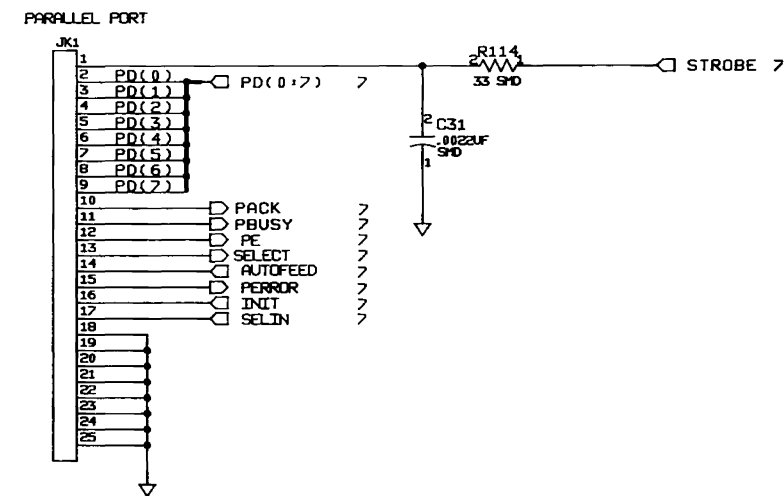 PARALLEL PORT
JK1
1
2 R114 1
33 SMD
STROBE 7
2 PD(0)
PD(0:7) 7
3 PD(1)
4 PD(2)
5 PD(3)
6 PD(4)
7 PD(5)
8 PD(6)
9 PD(7)
2 C31
.0022UF
SMD
1
10 PACK 7
11 PBUSY 7
12 PE 7
13 SELECT 7
14 AUTOFEED 7
15 PERROR 7
16 INIT 7
17 SELIN 7
18
19
20
21
22
23
24
25